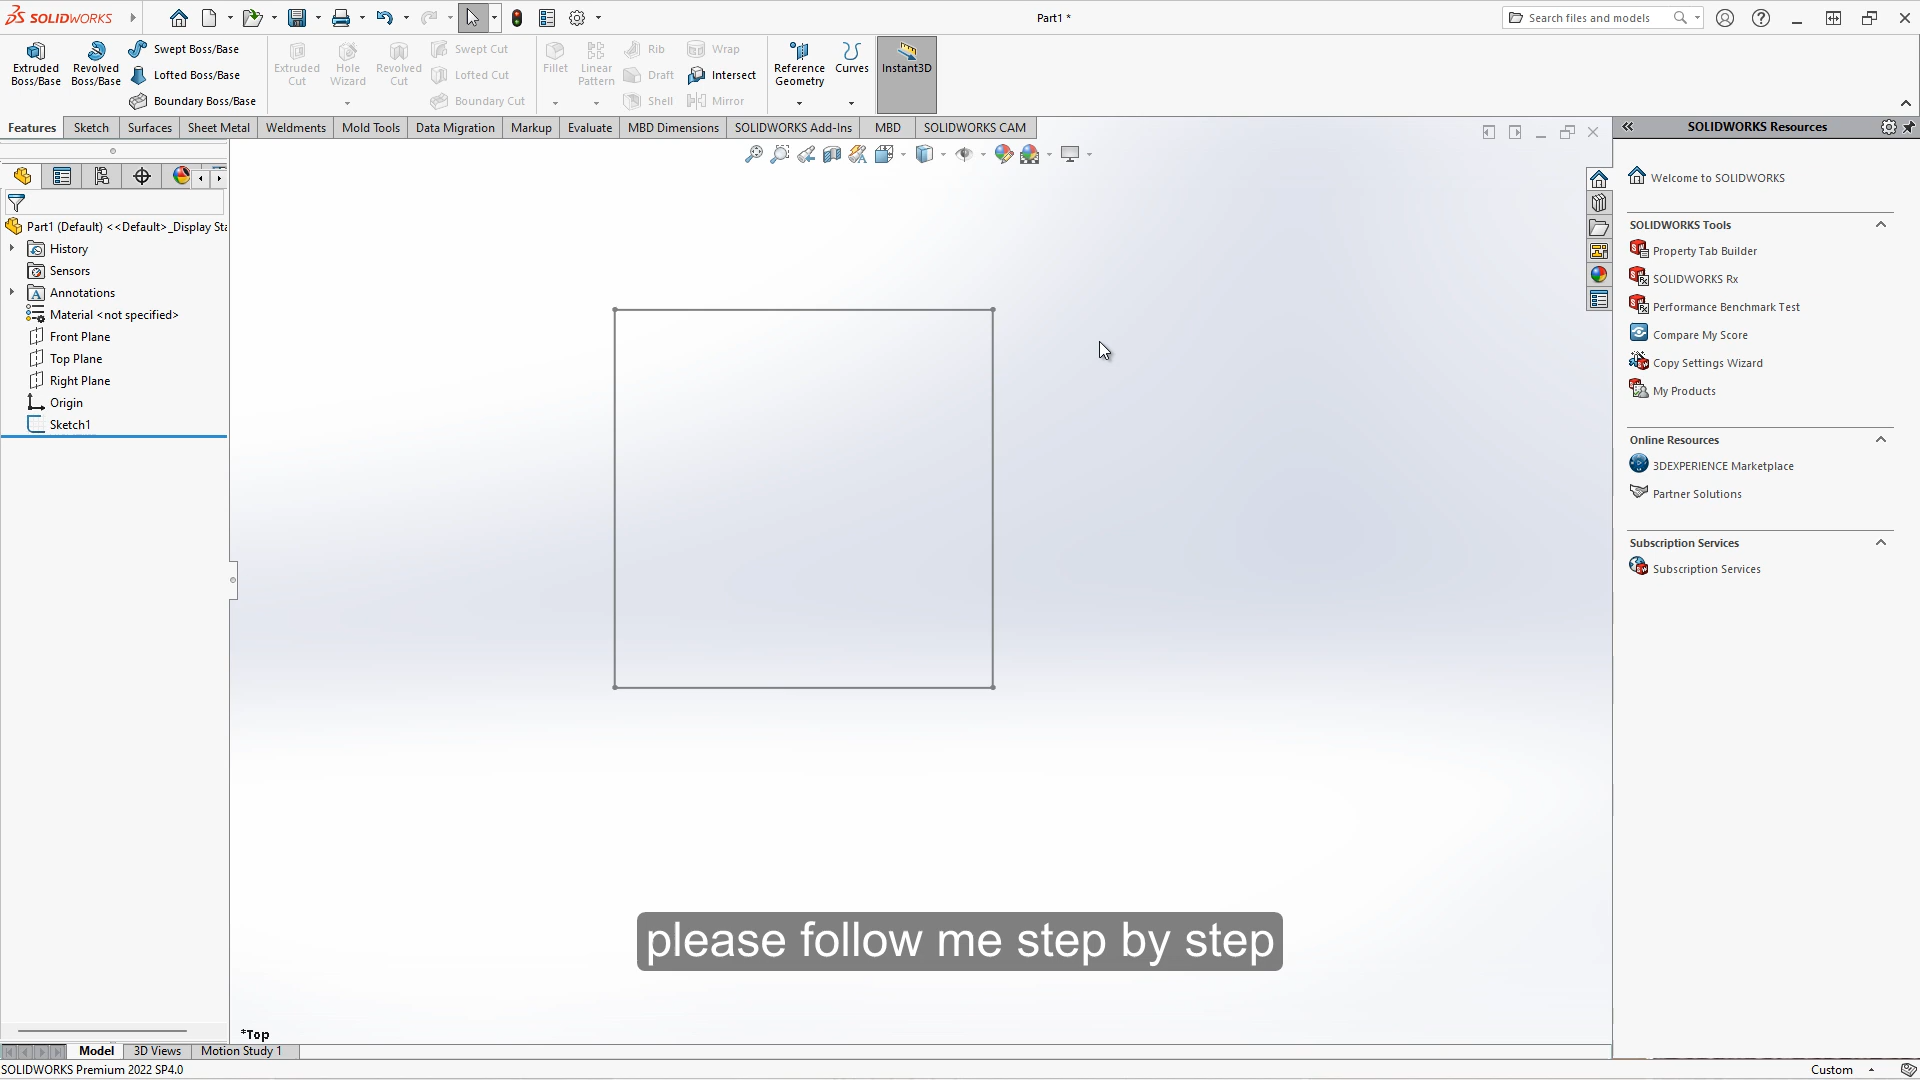 SOLIDWORKS
Part1 *
Search files and models
Extruded Boss/Base
Revolved Boss/Base
Swept Boss/Base
Lofted Boss/Base
Boundary Boss/Base
Extruded Cut
Hole Wizard
Revolved Cut
Swept Cut
Lofted Cut
Boundary Cut
Fillet
Linear Pattern
Rib
Draft
Shell
Wrap
Intersect
Mirror
Reference Geometry
Curves
Instant3D
Features
Sketch
Surfaces
Sheet Metal
Weldments
Mold Tools
Data Migration
Markup
Evaluate
MBD Dimensions
SOLIDWORKS Add-Ins
MBD
SOLIDWORKS CAM
Part1 (Default) <<Default>_Display Sta
History
Sensors
Annotations
Material <not specified>
Front Plane
Top Plane
Right Plane
Origin
Sketch1
SOLIDWORKS Resources
Welcome to SOLIDWORKS
SOLIDWORKS Tools
Property Tab Builder
SOLIDWORKS Rx
Performance Benchmark Test
Compare My Score
Copy Settings Wizard
My Products
Online Resources
3DEXPERIENCE Marketplace
Partner Solutions
Subscription Services
Subscription Services
please follow me step by step
*Top
Model
3D Views
Motion Study 1
SOLIDWORKS Premium 2022 SP4.0
Custom